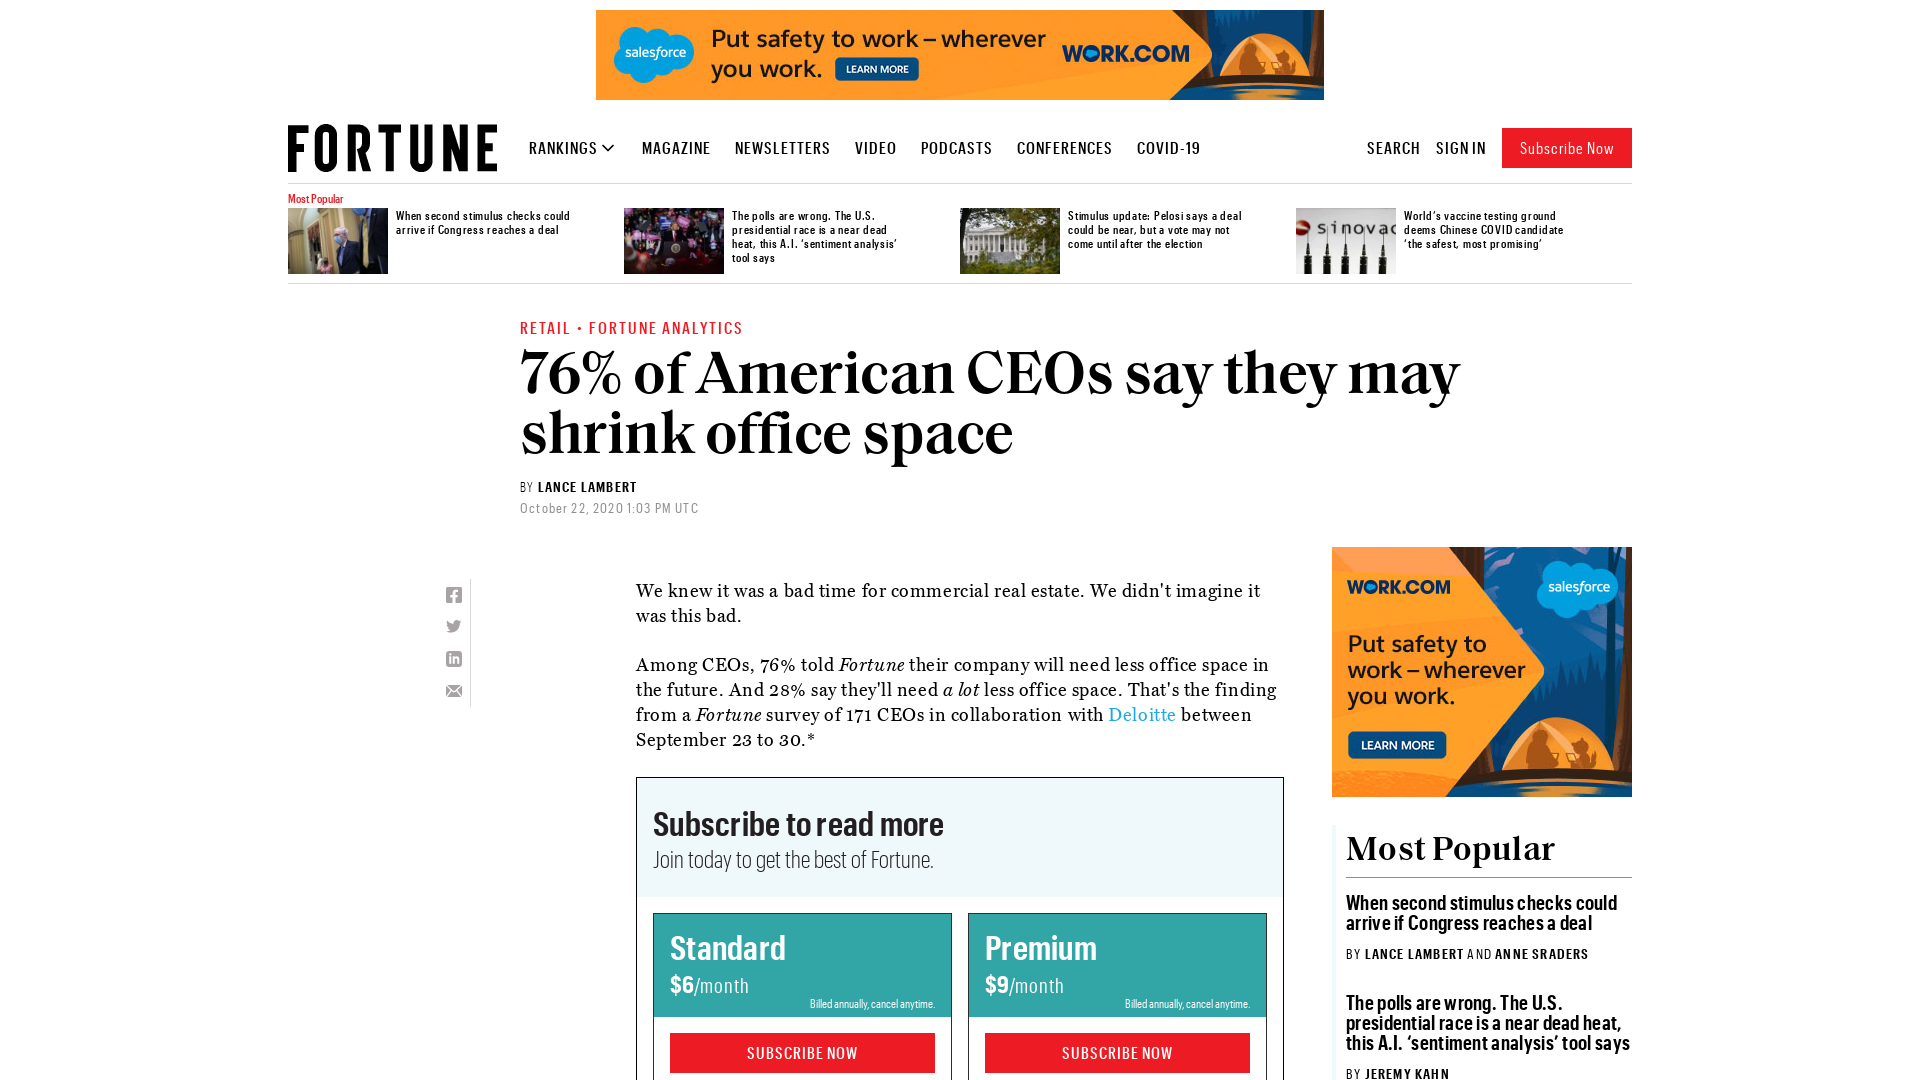 salesforce
Put safety to work – wherever
you work.
LEARN MORE
WORK.COM
FORTUNE
RANKINGS
MAGAZINE
NEWSLETTERS
VIDEO
PODCASTS
CONFERENCES
COVID-19
SEARCH
SIGN IN
Subscribe Now
Most Popular
When second stimulus checks could
arrive if Congress reaches a deal
The polls are wrong. The U.S.
presidential race is a near dead
heat, this A.I. ‘sentiment analysis’
tool says
Stimulus update: Pelosi says a deal
could be near, but a vote may not
come until after the election
sinovac
World’s vaccine testing ground
deems Chinese COVID candidate
‘the safest, most promising’
RETAIL • FORTUNE ANALYTICS
76% of American CEOs say they may
shrink office space
BY LANCE LAMBERT
October 22, 2020 1:03 PM UTC
We knew it was a bad time for commercial real estate. We didn't imagine it
was this bad.
Among CEOs, 76% told Fortune their company will need less office space in
the future. And 28% say they'll need a lot less office space. That's the finding
from a Fortune survey of 171 CEOs in collaboration with Deloitte between
September 23 to 30.*
Subscribe to read more
Join today to get the best of Fortune.
Standard
$6/month
Billed annually, cancel anytime.
SUBSCRIBE NOW
Premium
$9/month
Billed annually, cancel anytime.
SUBSCRIBE NOW
WORK.COM
salesforce
Put safety to
work – wherever
you work.
LEARN MORE
Most Popular
When second stimulus checks could
arrive if Congress reaches a deal
BY LANCE LAMBERT AND ANNE SRADERS
The polls are wrong. The U.S.
presidential race is a near dead heat,
this A.I. ‘sentiment analysis’ tool says
BY JEREMY KAHN